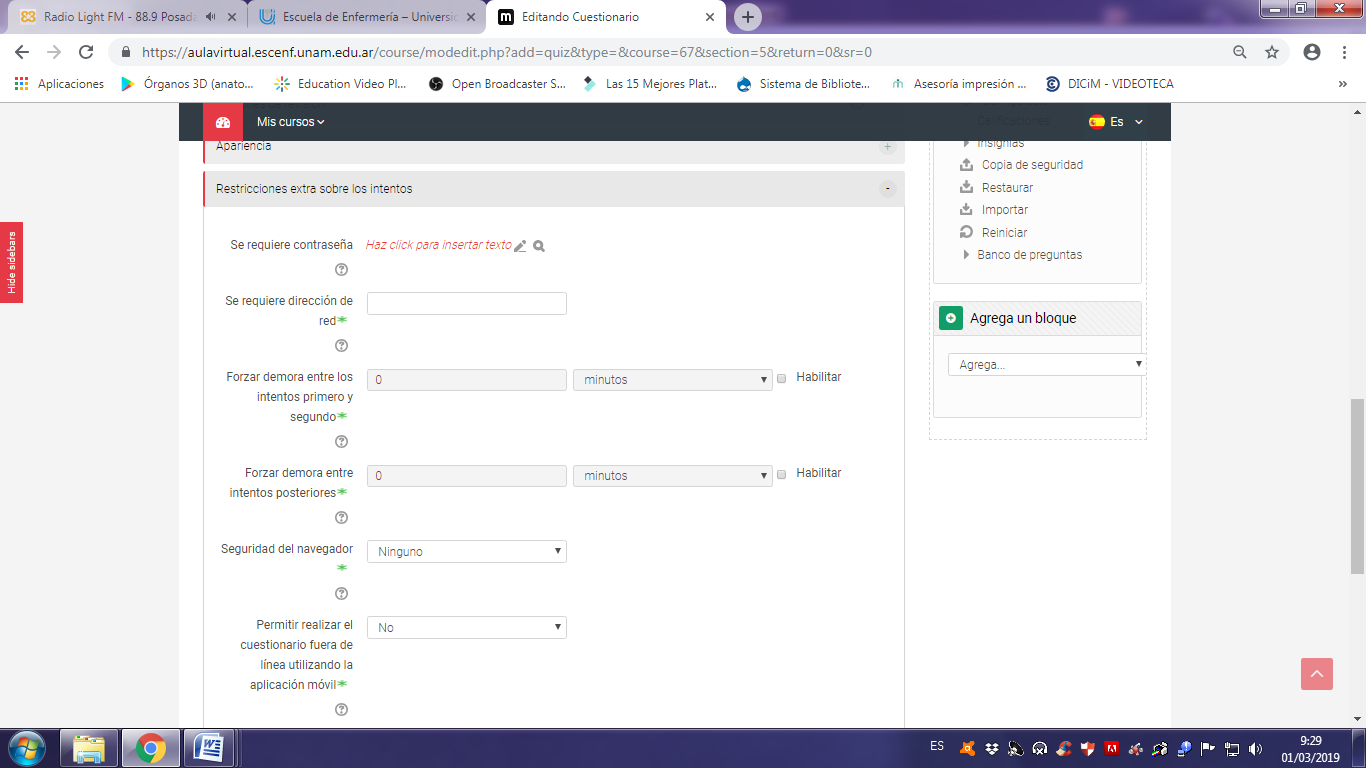 Radio Light FM - 88.9 Posada
Escuela de Enfermería – Universi
Editando Cuestionario
https://aulavirtual.escenf.unam.edu.ar/course/modedit.php?add=quiz&type=&course=67&section=5&return=0&sr=0
Aplicaciones
Órganos 3D (anato...
Education Video Pl...
Open Broadcaster S...
Las 15 Mejores Plat...
Sistema de Bibliote...
Asesoría impresión ...
DICiM - VIDEOTECA
»
Mis cursos
Es
Calificaciones
Apariencia
Insignias
Copia de seguridad
Restaurar
Importar
Reiniciar
Banco de preguntas
Agrega un bloque
Agrega...
Hide sidebars
Restricciones extra sobre los intentos
Se requiere contraseña
Haz click para insertar texto
Se requiere dirección de
red
Forzar demora entre los
intentos primero y
segundo
0
minutos
Habilitar
Forzar demora entre
intentos posteriores
0
minutos
Habilitar
Seguridad del navegador
Ninguno
Permitir realizar el
cuestionario fuera de
línea utilizando la
aplicación móvil
No
ES
9:29
01/03/2019